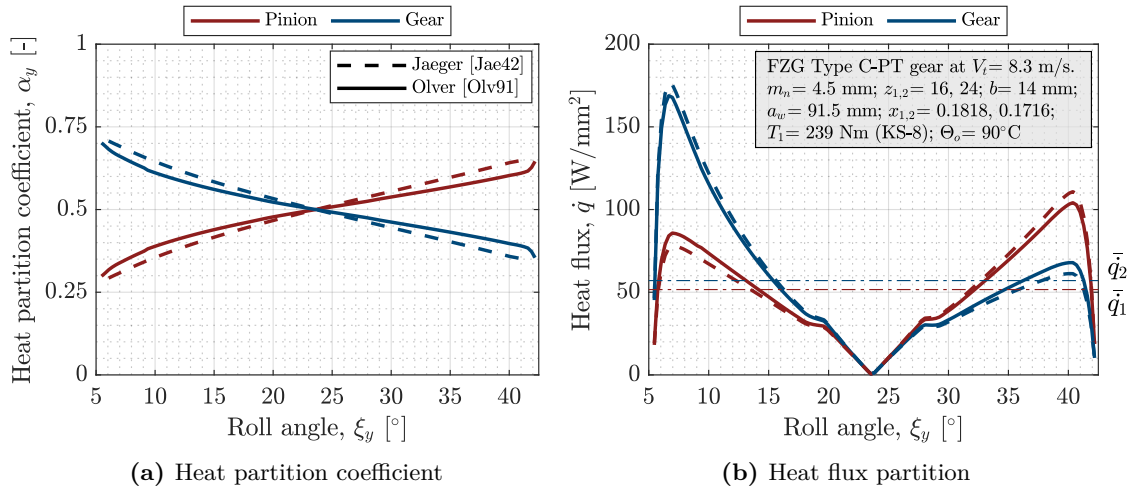 Pinion Gear
1
0.75
0.5
0.25
0
Heat partition coefficient, α_y [-]
Jaeger [Jae42]
Olver [Olv91]
5 10 15 20 25 30 35 40
Roll angle, ξ_y [°]
(a) Heat partition coefficient
Pinion Gear
200
150
100
50
0
Heat flux, q̇ [W/mm²]
FZG Type C-PT gear at V_t= 8.3 m/s.
m_n= 4.5 mm; z_{1,2}= 16, 24; b= 14 mm;
a_w= 91.5 mm; x_{1,2}= 0.1818, 0.1716;
T_1= 239 Nm (KS-8); Θ_o= 90°C
q̇̄_2
q̇̄_1
5 10 15 20 25 30 35 40
Roll angle, ξ_y [°]
(b) Heat flux partition